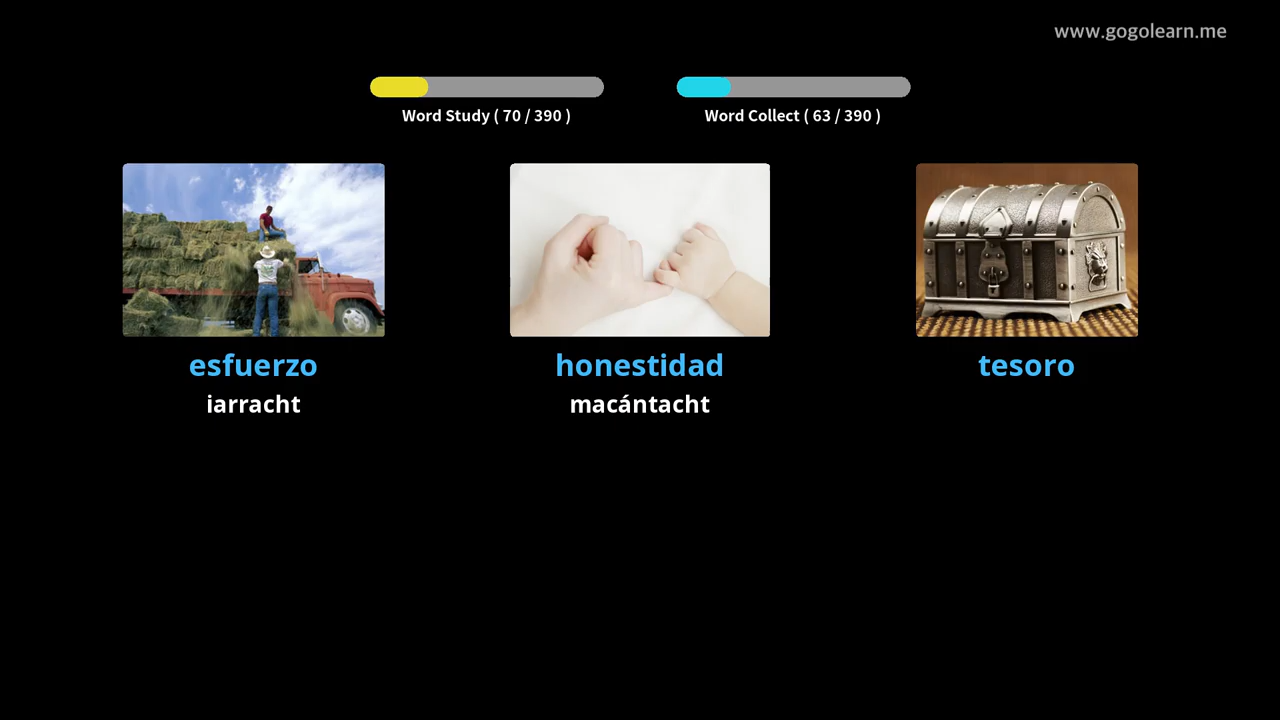 www.gogolearn.me
Word Study ( 70 / 390 )
Word Collect ( 63 / 390 )
esfuerzo
iarracht
honestidad
macántacht
tesoro